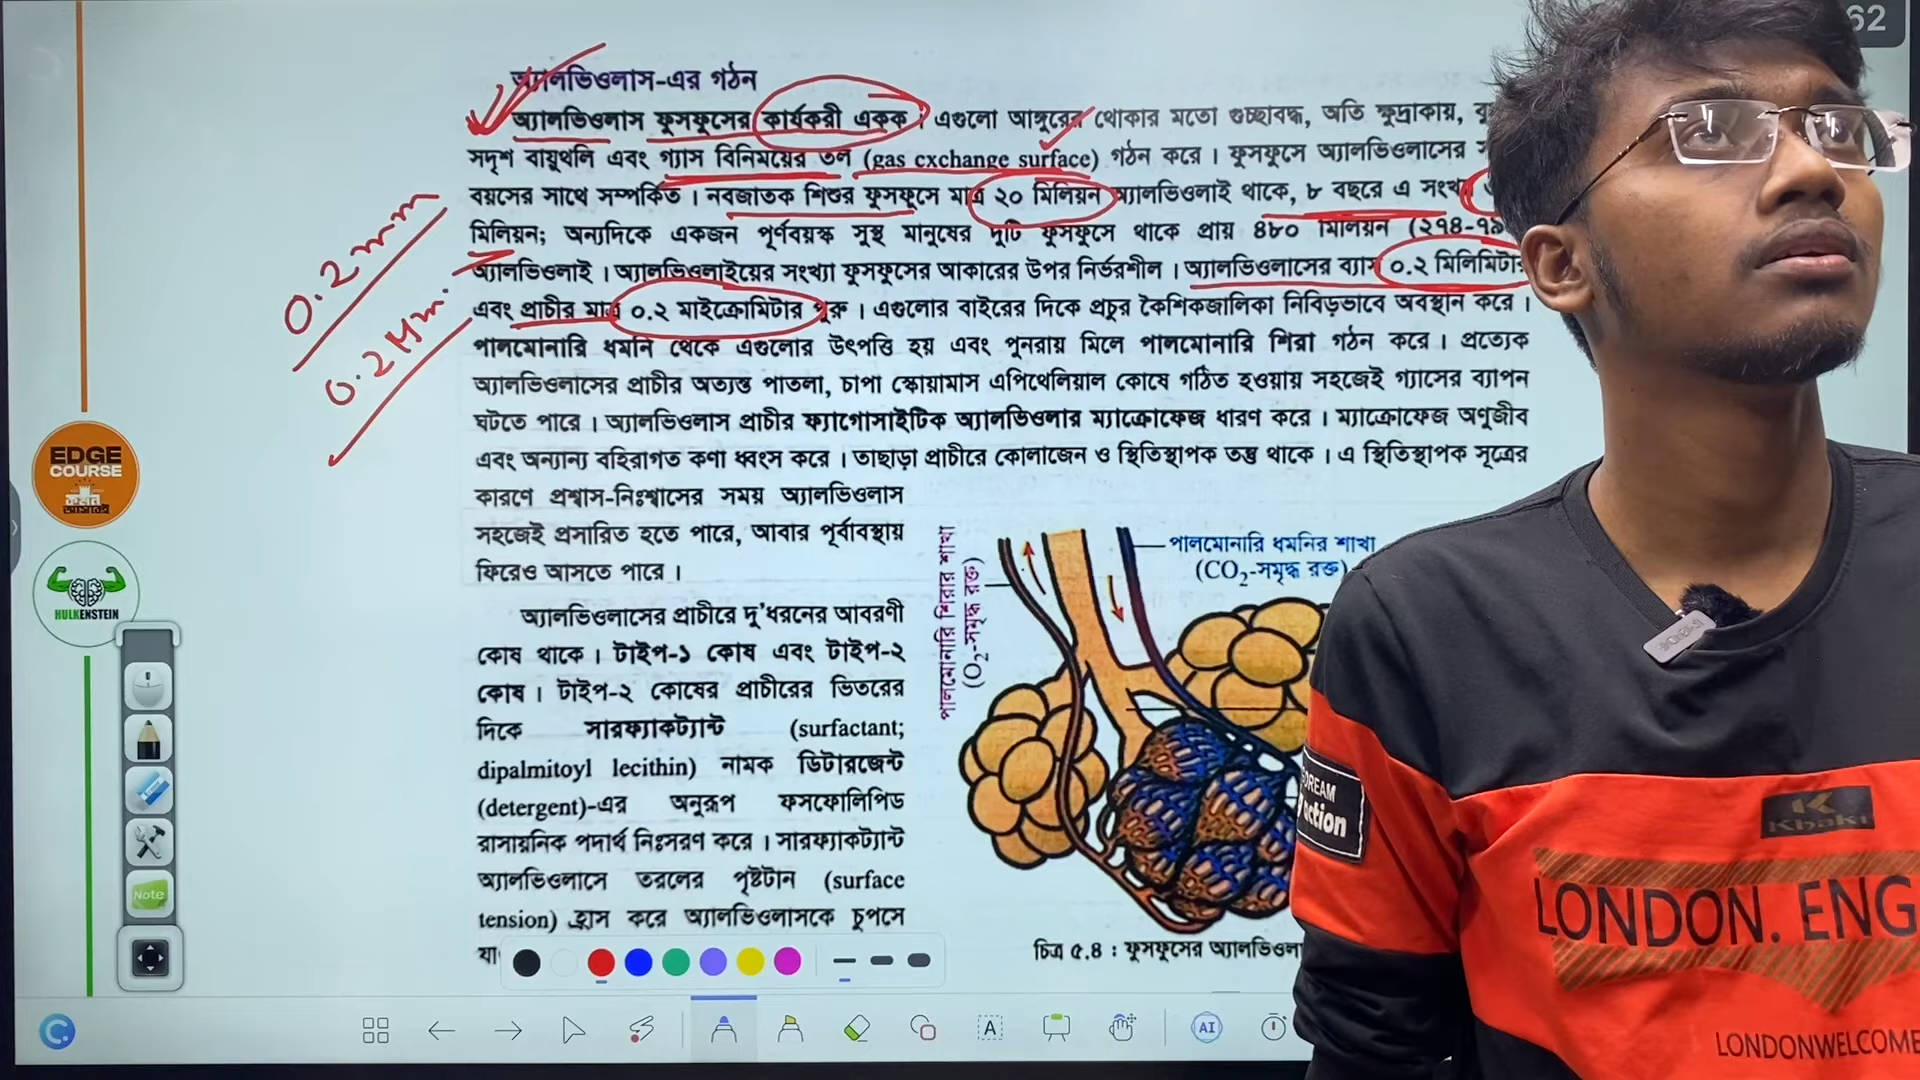 62
অ্যালভিওলাস-এর গঠন
অ্যালভিওলাস ফুসফুসের কার্যকরী একক । এগুলো আঙ্গুরের থোকার মতো গুচ্ছাবদ্ধ, অতি ক্ষুদ্রাকায়,
সদৃশ বায়ুথলি এবং গ্যাস বিনিময়ের তল (gas exchange surface) গঠন করে । ফুসফুসে অ্যালভিওলাসের
বয়সের সাথে সম্পর্কিত । নবজাতক শিশুর ফুসফুসে মাত্র ২০ মিলিয়ন অ্যালভিওলাই থাকে, ৮ বছরে এ সংখ্যা
মিলিয়ন; অন্যদিকে একজন পূর্ণবয়স্ক সুস্থ মানুষের দুটি ফুসফুসে থাকে প্রায় ৪৮০ মিলিয়ন
অ্যালভিওলাই । অ্যালভিওলাইয়ের সংখ্যা ফুসফুসের আকারের উপর নির্ভরশীল । অ্যালভিওলাসের ব্যাস ০.২ মিলিমিটার
এবং প্রাচীর মাত্র ০.২ মাইক্রোমিটার পুরু । এগুলোর বাইরের দিকে প্রচুর কৈশিকজালিকা নিবিড়ভাবে অবস্থান করে ।
পালমোনারি ধমনি থেকে এগুলোর উৎপত্তি হয় এবং পুনরায় মিলে পালমোনারি শিরা গঠন করে । প্রত্যেক
অ্যালভিওলাসের প্রাচীর অত্যন্ত পাতলা, চাপা স্কোয়ামাস এপিথেলিয়াল কোষে গঠিত হওয়ায় সহজেই গ্যাসের ব্যাপন
ঘটতে পারে । অ্যালভিওলাস প্রাচীর ফ্যাগোসাইটিক অ্যালভিওলার ম্যাক্রোফেজ ধারণ করে । ম্যাক্রোফেজ অণুজীব
এবং অন্যান্য বহিরাগত কণা ধ্বংস করে । তাছাড়া প্রাচীরে কোলাজেন ও স্থিতিস্থাপক তন্তু থাকে । এ স্থিতিস্থাপক সূত্রের
কারণে প্রশ্বাস-নিঃশ্বাসের সময় অ্যালভিওলাস
সহজেই প্রসারিত হতে পারে, আবার পূর্বাবস্থায়
ফিরেও আসতে পারে ।
অ্যালভিওলাসের প্রাচীরে দু’ধরনের আবরণী
কোষ থাকে । টাইপ-১ কোষ এবং টাইপ-২
কোষ । টাইপ-২ কোষের প্রাচীরের ভিতরের
দিকে সারফ্যাকট্যান্ট (surfactant;
dipalmitoyl lecithin) নামক ডিটারজেন্ট
(detergent)-এর অনুরূপ ফসফোলিপিড
রাসায়নিক পদার্থ নিঃসরণ করে । সারফ্যাকট্যান্ট
অ্যালভিওলাসে তরলের পৃষ্টটান (surface
tension) হ্রাস করে অ্যালভিওলাসকে চুপসে
0.2mm
0.2μm.
পালমোনারি শিরার শাখা
(O₂-সমৃদ্ধ রক্ত)
পালমোনারি ধমনির শাখা
(CO₂-সমৃদ্ধ রক্ত)
চিত্র ৫.৪ : ফুসফুসের
EDGE
COURSE
HULKENSTEIN
Note
A
AI
DREAM
action
Khaki
LONDON. ENG
LONDONWELCOME